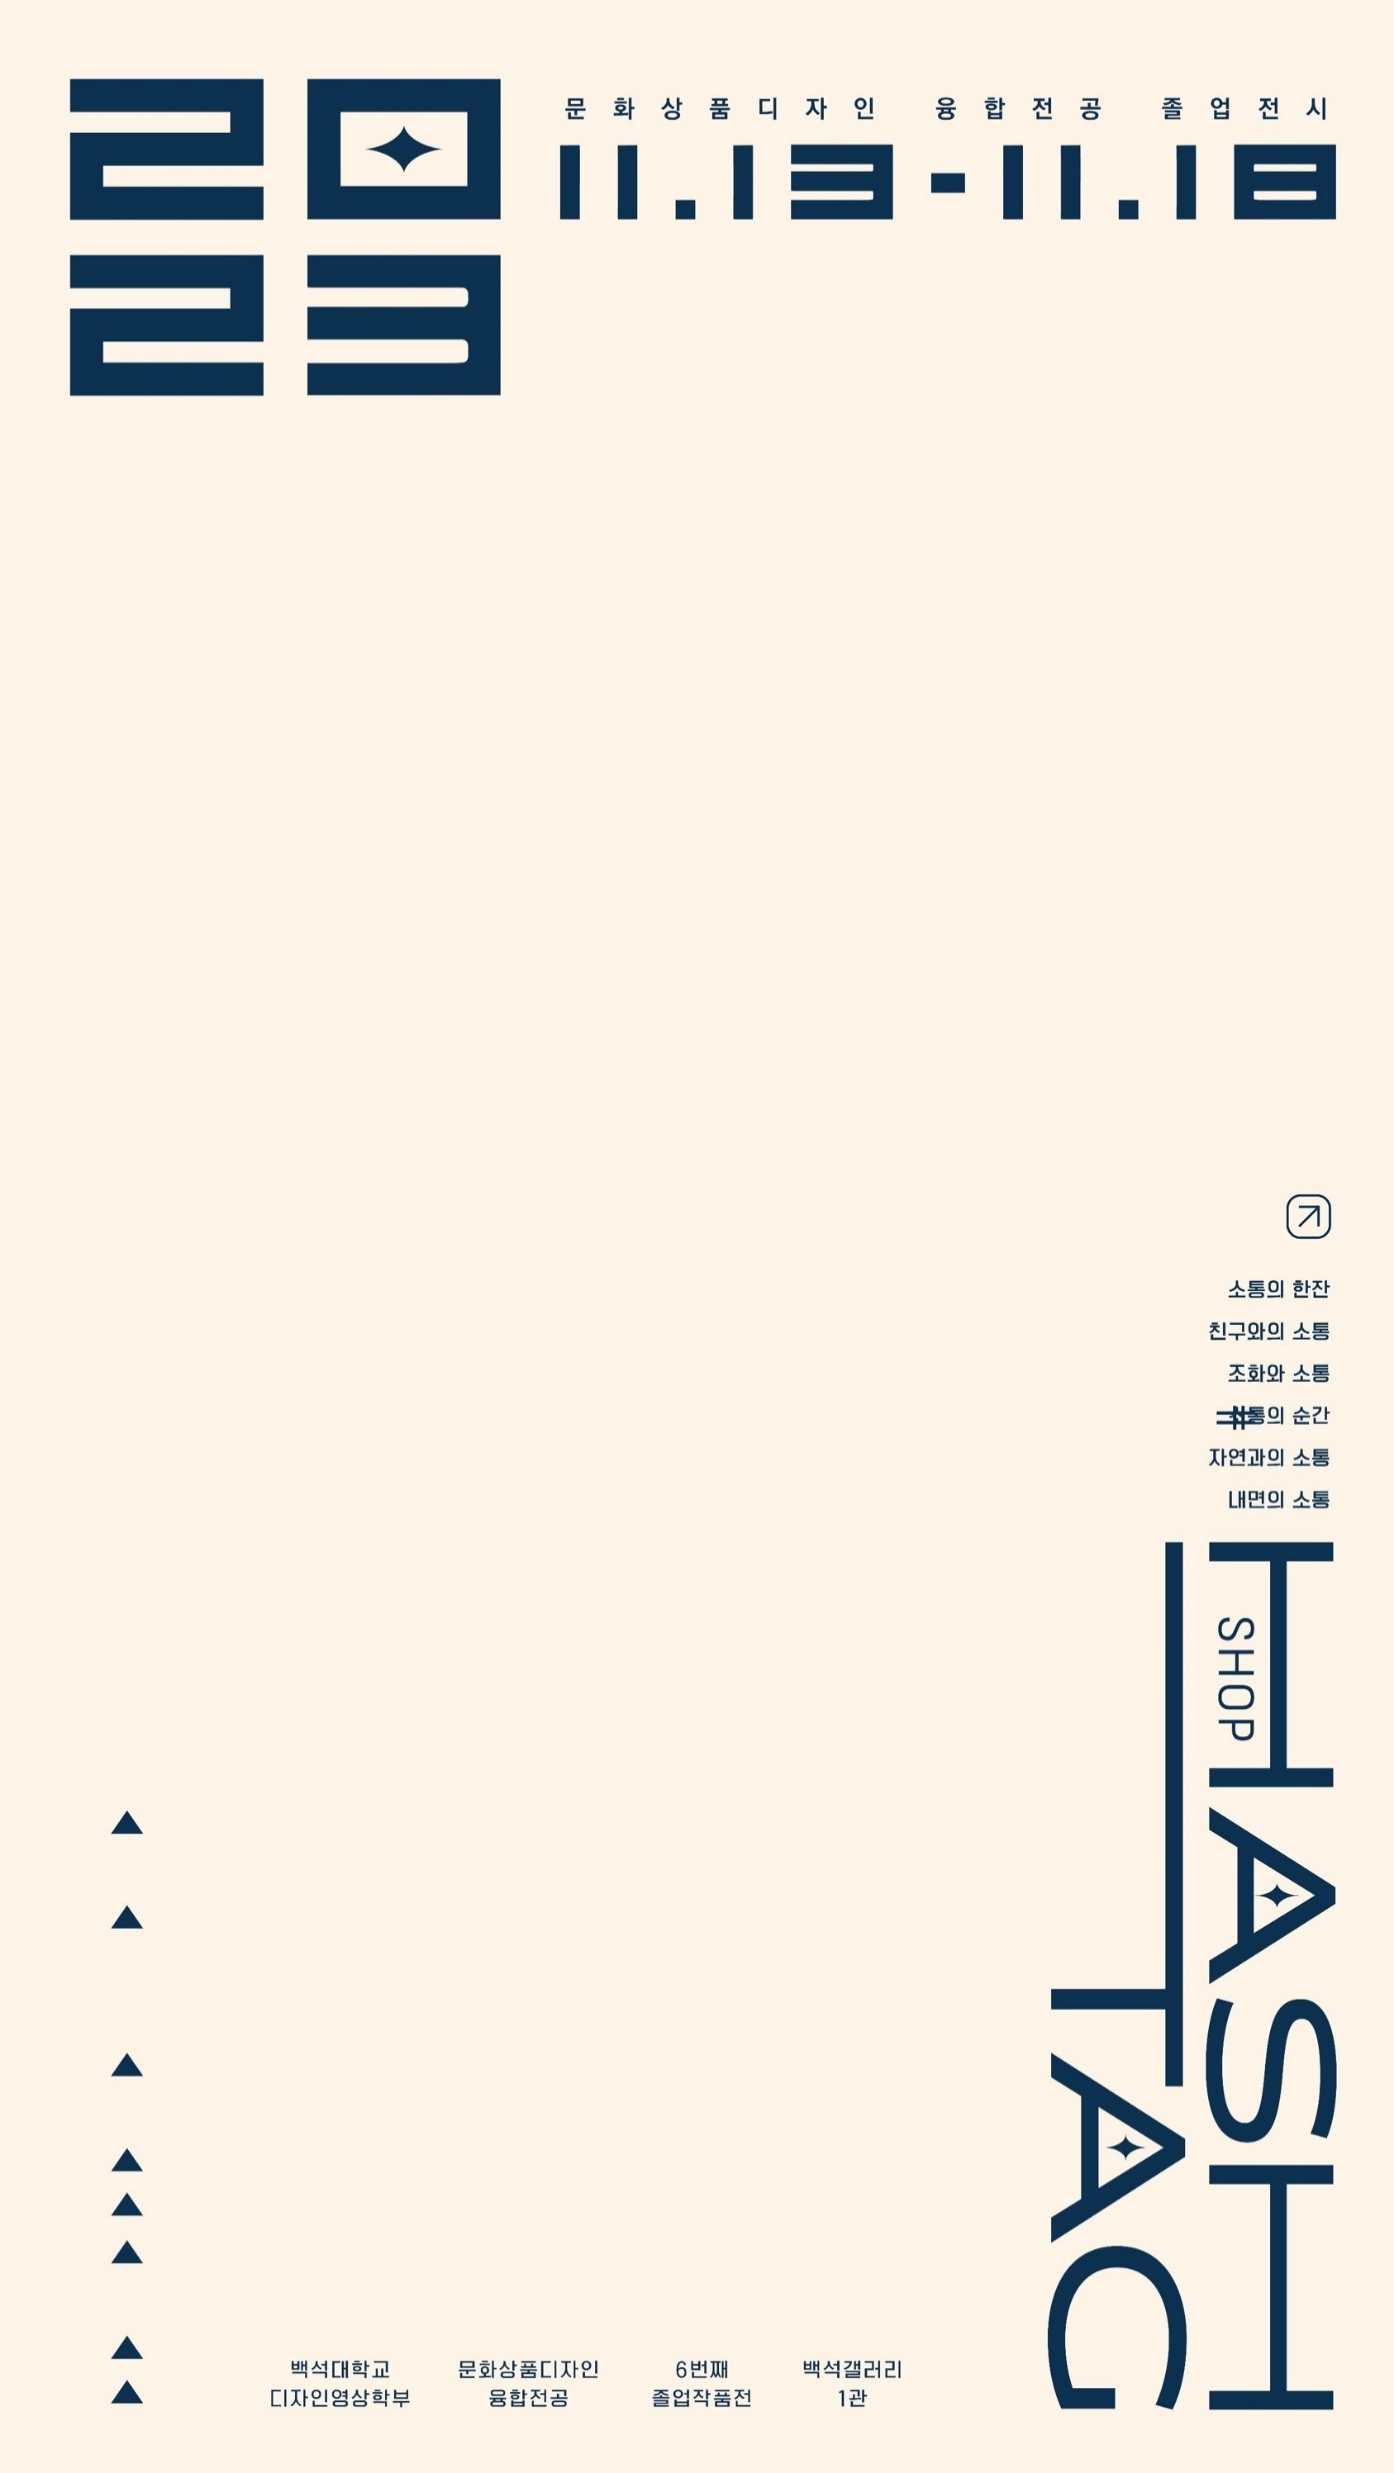 20
23
문화상품디자인 융합전공 졸업전시
11.13-11.18
소통의 한잔
친구와의 소통
조화와 소통
#소통의 순간
자연과의 소통
내면의 소통
HASH
SHOP
TAG
백석대학교
디자인영상학부
문화상품디자인
융합전공
6번째
졸업작품전
백석갤러리
1관